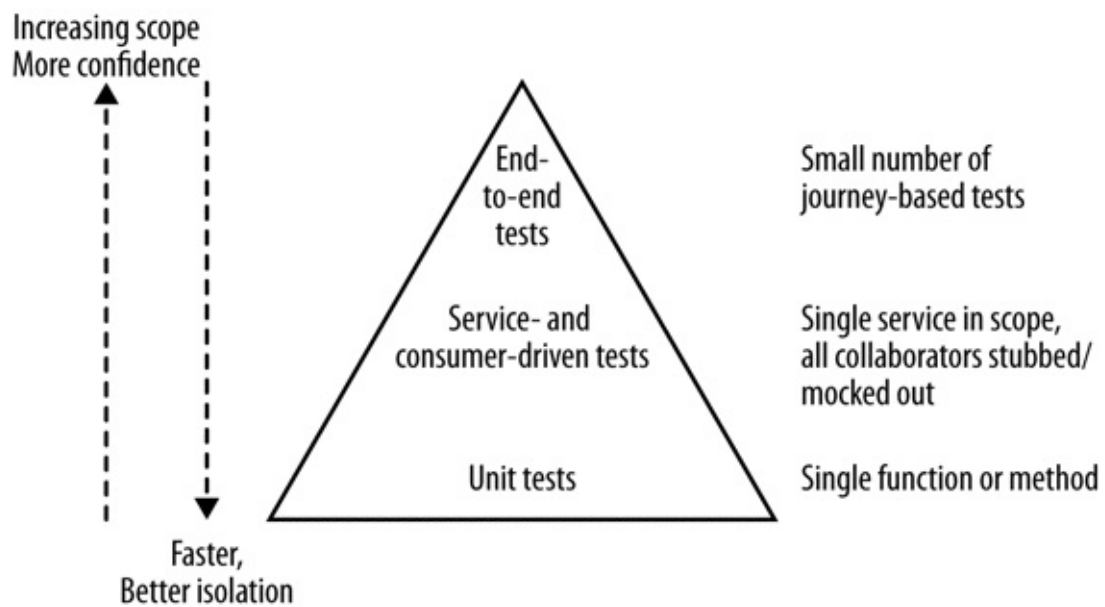 Increasing scope
More confidence
End-
to-end
tests
Small number of
journey-based tests
Service- and
consumer-driven tests
Single service in scope,
all collaborators stubbed/
mocked out
Unit tests
Single function or method
Faster,
Better isolation